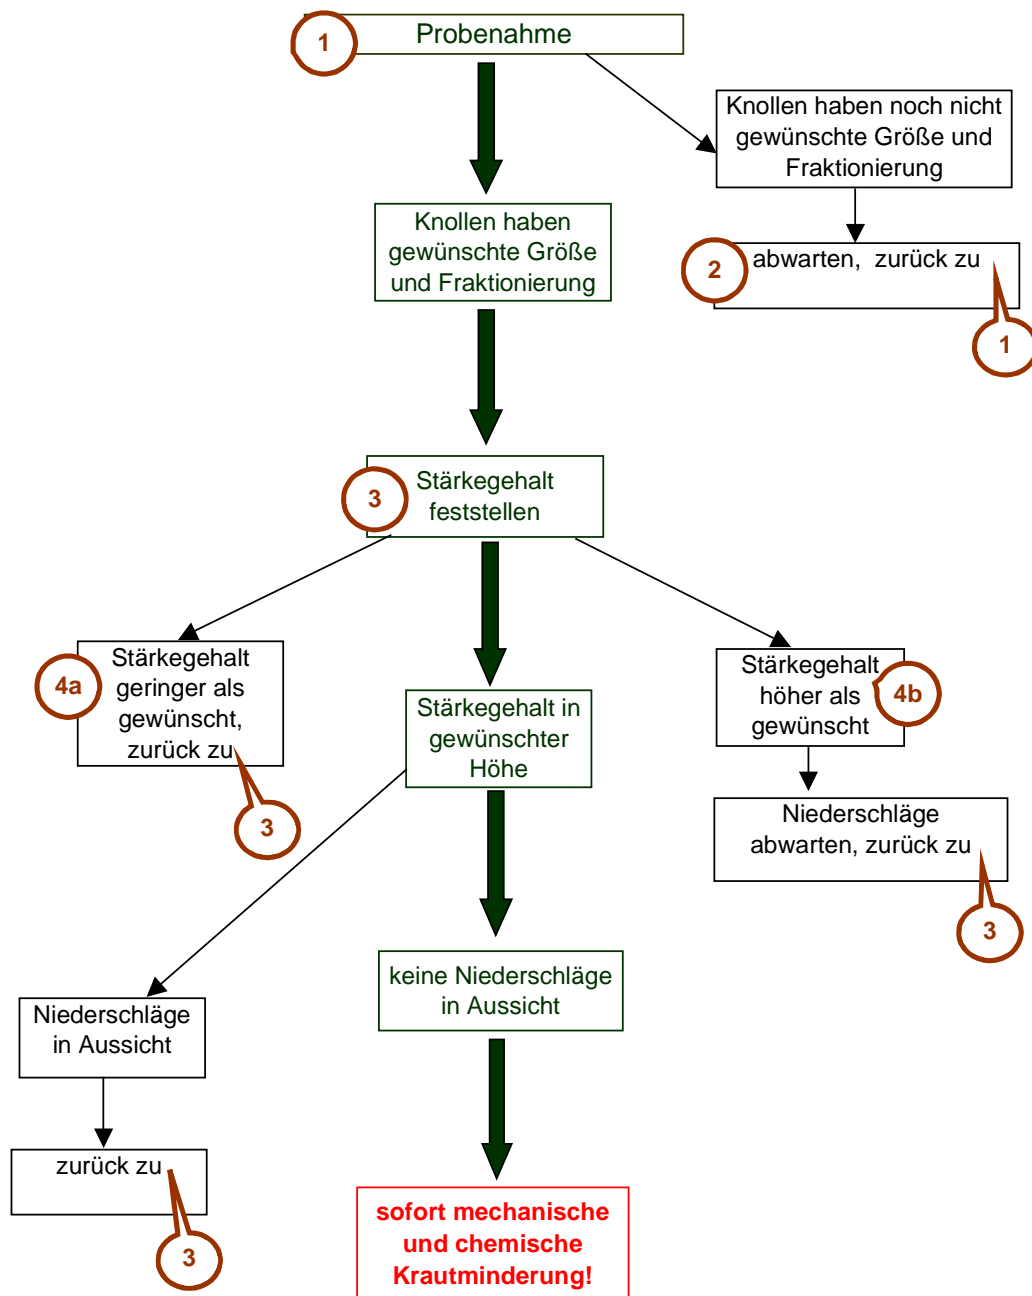 1
Probenahme
Knollen haben noch nicht
gewünschte Größe und
Fraktionierung
Knollen haben
gewünschte Größe
und Fraktionierung
2
abwarten,  zurück zu
1
3
Stärkegehalt
feststellen
4a
Stärkegehalt
geringer als
gewünscht,
zurück zu
3
Stärkegehalt in
gewünschter
Höhe
Stärkegehalt
höher als
gewünscht
4b
Niederschläge
abwarten, zurück zu
3
keine Niederschläge
in Aussicht
Niederschläge
in Aussicht
zurück zu
3
sofort mechanische
und chemische
Krautminderung!